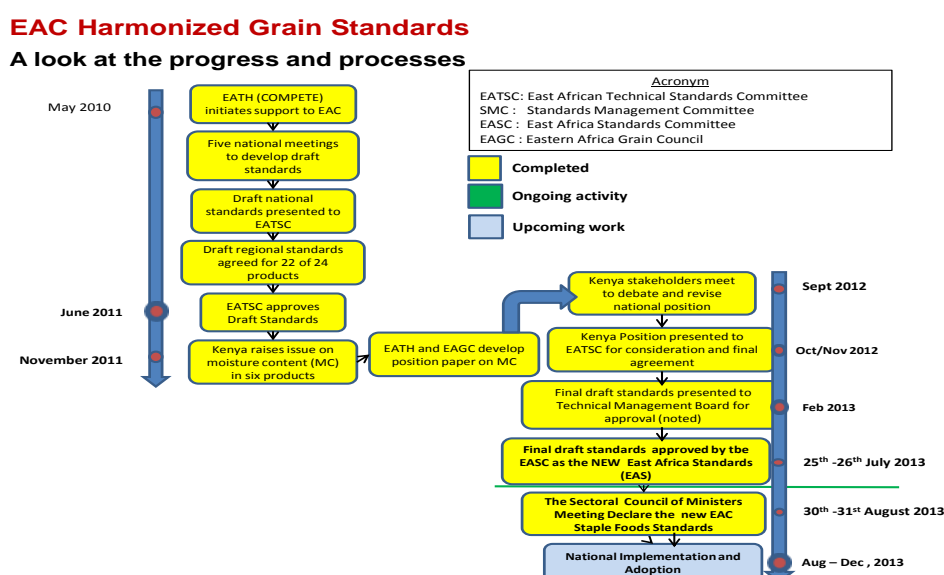 EAC Harmonized Grain Standards
A look at the progress and processes
Acronym
EATSC: East African Technical Standards Committee
SMC : Standards Management Committee
EASC : East Africa Standards Committee
EAGC : Eastern Africa Grain Council
Completed
Ongoing activity
Upcoming work
May 2010
EATH (COMPETE)
initiates support to EAC
Five national meetings
to develop draft
standards
Draft national
standards presented to
EATSC
Draft regional standards
agreed for 22 of 24
products
June 2011
EATSC approves
Draft Standards
November 2011
Kenya raises issue on
moisture content (MC)
in six products
EATH and EAGC develop
position paper on MC
Kenya stakeholders meet
to debate and revise
national position
Sept 2012
Kenya Position presented to
EATSC for consideration and final
agreement
Oct/Nov 2012
Final draft standards presented to
Technical Management Board for
approval (noted)
Feb 2013
Final draft standards approved by the
EASC as the NEW East Africa Standards
(EAS)
25th -26th July 2013
The Sectoral Council of Ministers
Meeting Declare the new EAC
Staple Foods Standards
30th -31st August 2013
National Implementation and
Adoption
Aug – Dec , 2013